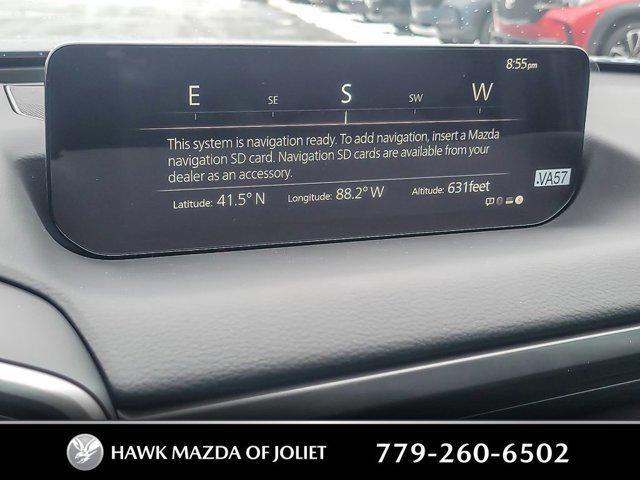 8:55pm
E SE S SW W
This system is navigation ready. To add navigation, insert a Mazda
navigation SD card. Navigation SD cards are available from your
dealer as an accessory.
.VA57
Latitude: 41.5° N Longitude: 88.2° W Altitude: 631feet
HAWK MAZDA OF JOLIET 779-260-6502